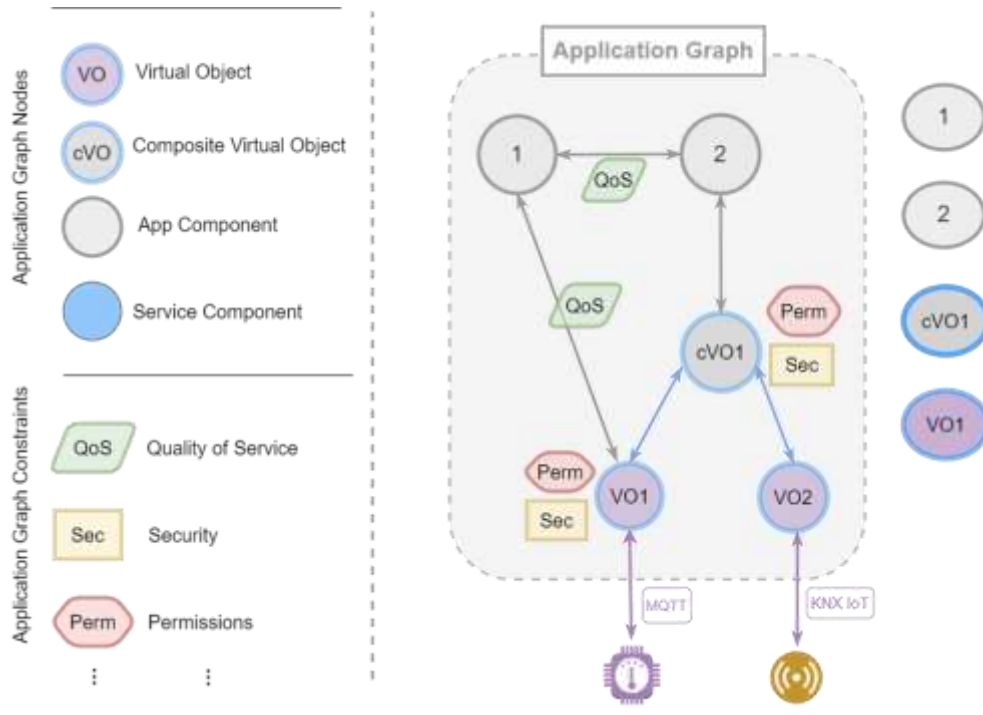 Application Graph Nodes
VO
Virtual Object
cVO
Composite Virtual Object
App Component
Service Component
Application Graph Constraints
QoS
Quality of Service
Sec
Security
Perm
Permissions
Application Graph
1
2
QoS
QoS
cVO1
Perm
Sec
Perm
Sec
VO1
VO2
MQTT
KNX IoT
1
2
cVO1
VO1